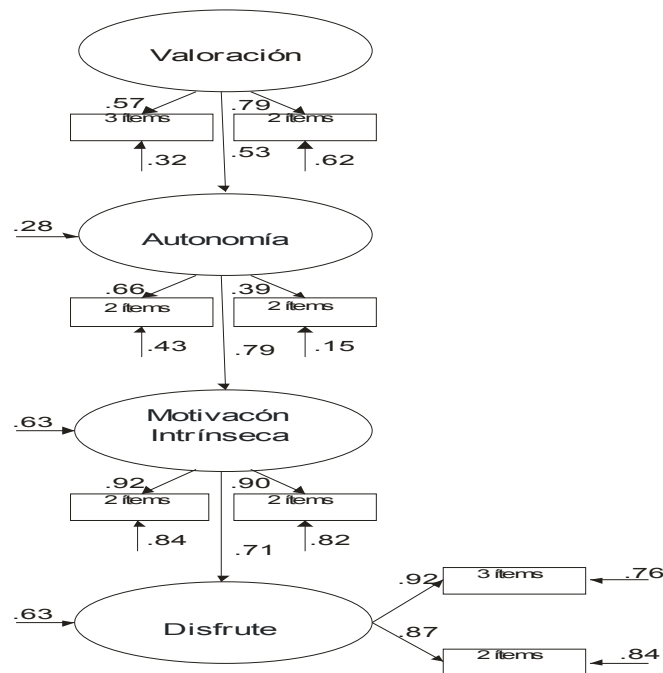 Valoración
.57 .79
3 ítems 2 ítems
.32 .53 .62
.28
Autonomía
.66 .39
2 ítems 2 ítems
.43 .79 .15
.63
Motivacón
Intrínseca
.92 .90
2 ítems 2 ítems
.84 .71 .82
.92 3 ítems .76
.63
Disfrute
.87
2 ítems .84